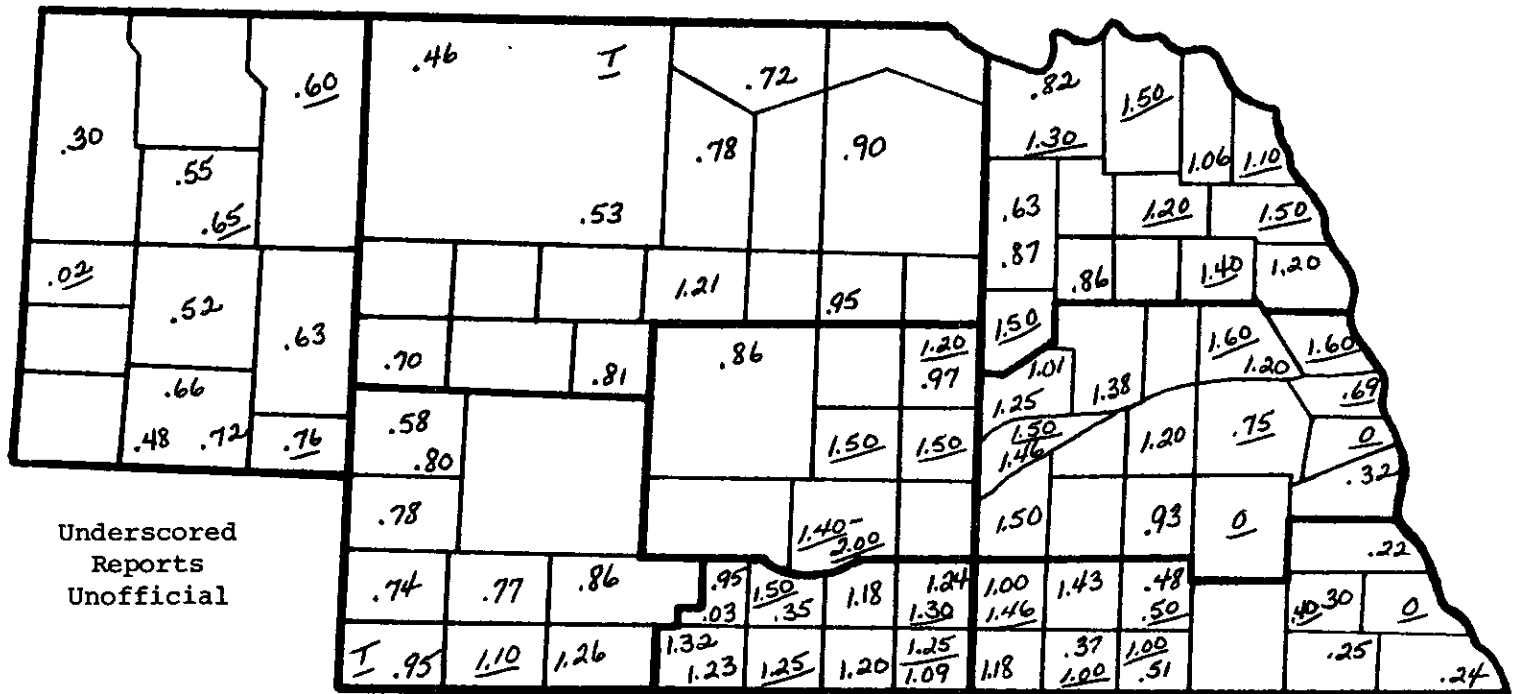 .46 T .72 .82 1.50
.60
.30 .78 .90 1.30 1.06 1.10
.55
.65 .53 .63 1.20 1.50
.02 .87 .86 1.40 1.20
1.21 .95
.52 .63 1.50 1.60 1.60
.70 .81 .86 1.20 1.01 1.20
.97 1.25 1.38 .69
.66 .58 1.50 1.20 .75 0
.48 .72 .76 .80 1.50 1.50 1.46 .32
.78 1.40- 1.50 .93 0
2.00
Underscored
Reports
Unofficial
.22
.74 .77 .86 .95 1.50 1.18 1.24 1.00 1.43 .48
.03 .35 1.30 1.46 .50 .40 .30 0
T .95 1.10 1.26 1.32 1.25 1.20 1.25 1.18 .37 1.00 .25
1.23 1.09 1.00 .51 .24